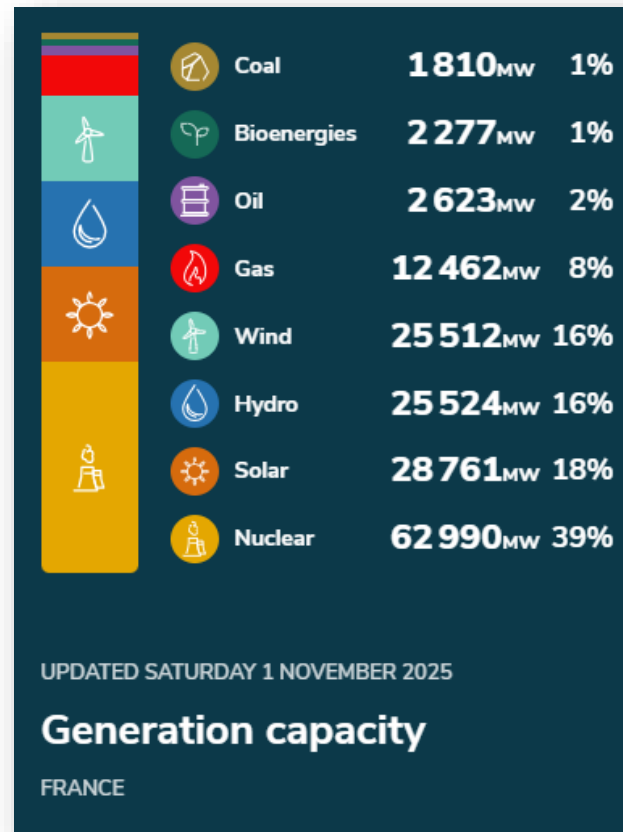 Coal 1 810MW 1%
Bioenergies 2 277MW 1%
Oil 2 623MW 2%
Gas 12 462MW 8%
Wind 25 512MW 16%
Hydro 25 524MW 16%
Solar 28 761MW 18%
Nuclear 62 990MW 39%
UPDATED SATURDAY 1 NOVEMBER 2025
Generation capacity
FRANCE